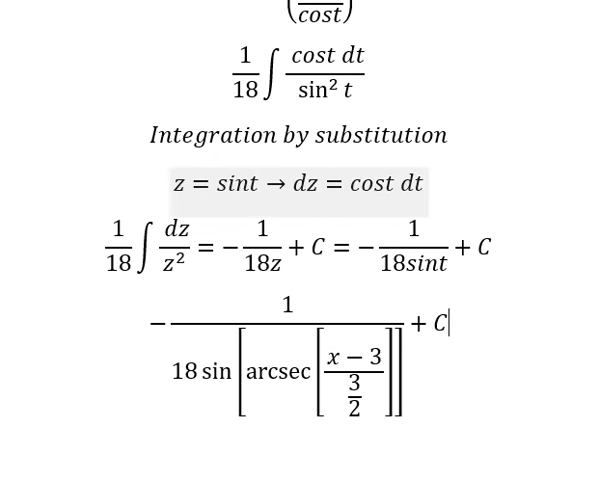 (cost)
1/18 ∫ cost dt / sin² t
Integration by substitution
z = sint → dz = cost dt
1/18 ∫ dz/z² = − 1/18z + C = − 1/18sint + C
− 1 / 18 sin [arcsec [x − 3 / 3/2]] + C